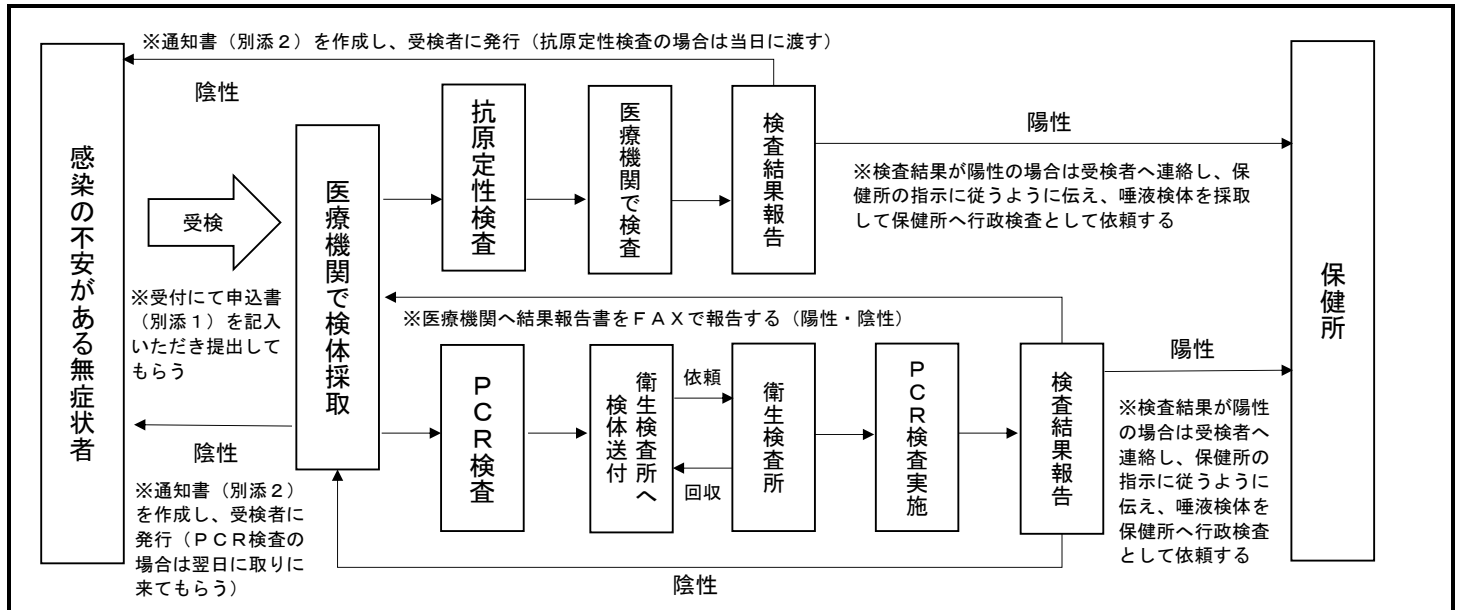 ※通知書（別添２）を作成し、受検者に発行（抗原定性検査の場合は当日に渡す）
陰性
感染の不安がある無症状者
受検
※受付にて申込書
（別添１）を記入
いただき提出して
もらう
医療機関で検体採取
抗原定性検査
医療機関で検査
検査結果報告
陽性
※検査結果が陽性の場合は受検者へ連絡し、保
健所の指示に従うように伝え、唾液検体を採取
して保健所へ行政検査として依頼する
保健所
※医療機関へ結果報告書をＦＡＸで報告する（陽性・陰性）
ＰＣＲ検査
衛生検査所へ
検体送付
依頼
回収
衛生検査所
ＰＣＲ検査実施
検査結果報告
陽性
※検査結果が陽性
の場合は受検者へ
連絡し、保健所の
指示に従うように
伝え、唾液検体を
保健所へ行政検査
として依頼する
陰性
※通知書（別添２）
を作成し、受検者に
発行（ＰＣＲ検査の
場合は翌日に取りに
来てもらう）
陰性